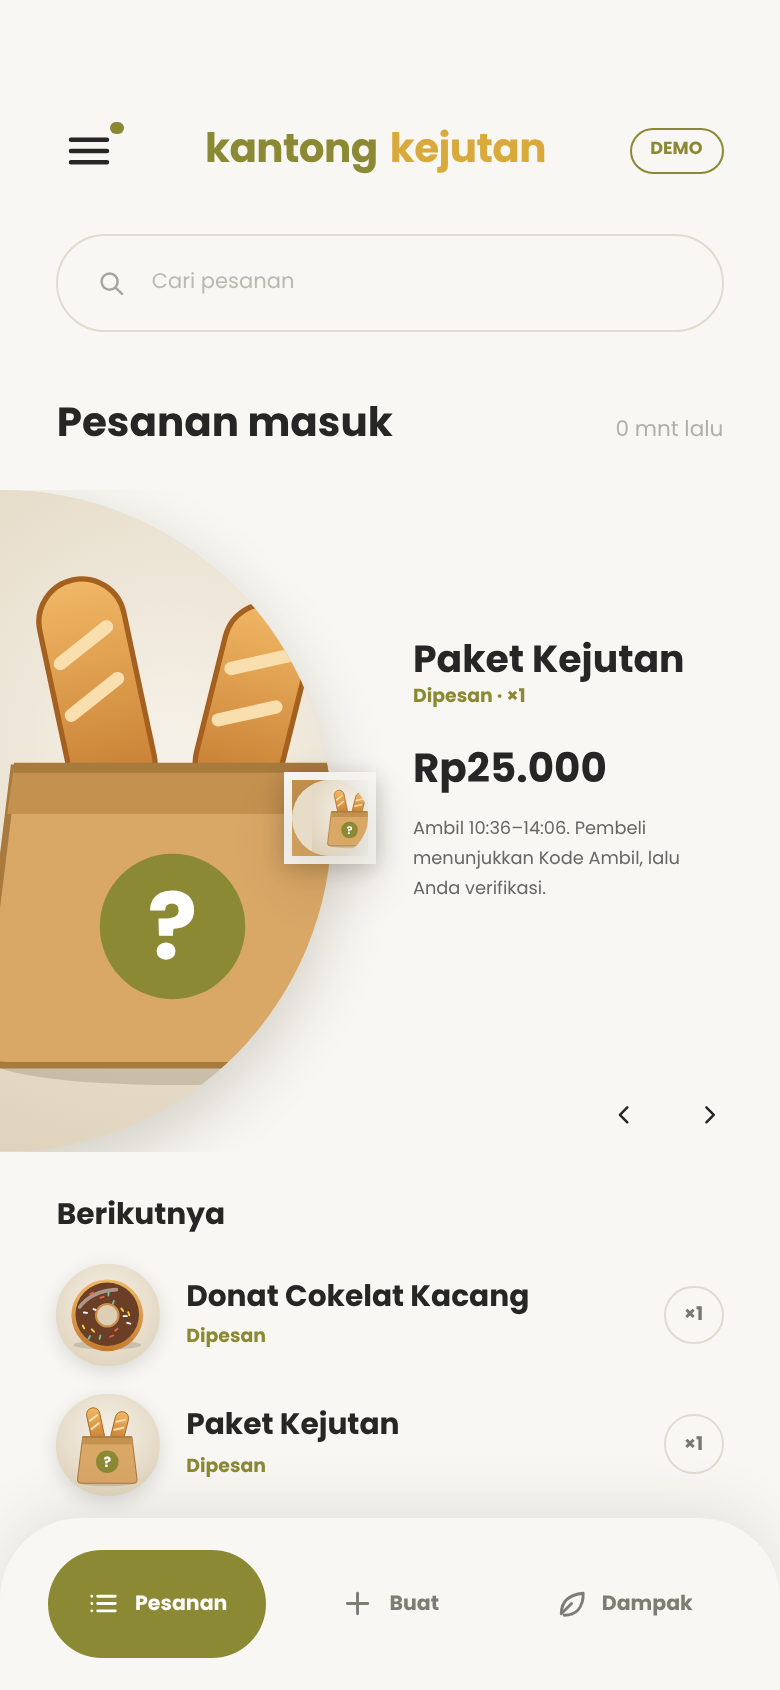 kantong kejutan
DEMO
Cari pesanan
Pesanan masuk
0 mnt lalu
?
?
Paket Kejutan
Dipesan · ×1
Rp25.000
Ambil 10:36–14:06. Pembeli
menunjukkan Kode Ambil, lalu
Anda verifikasi.
Berikutnya
Donat Cokelat Kacang
Dipesan
×1
?
Paket Kejutan
Dipesan
×1
Pesanan
Buat
Dampak